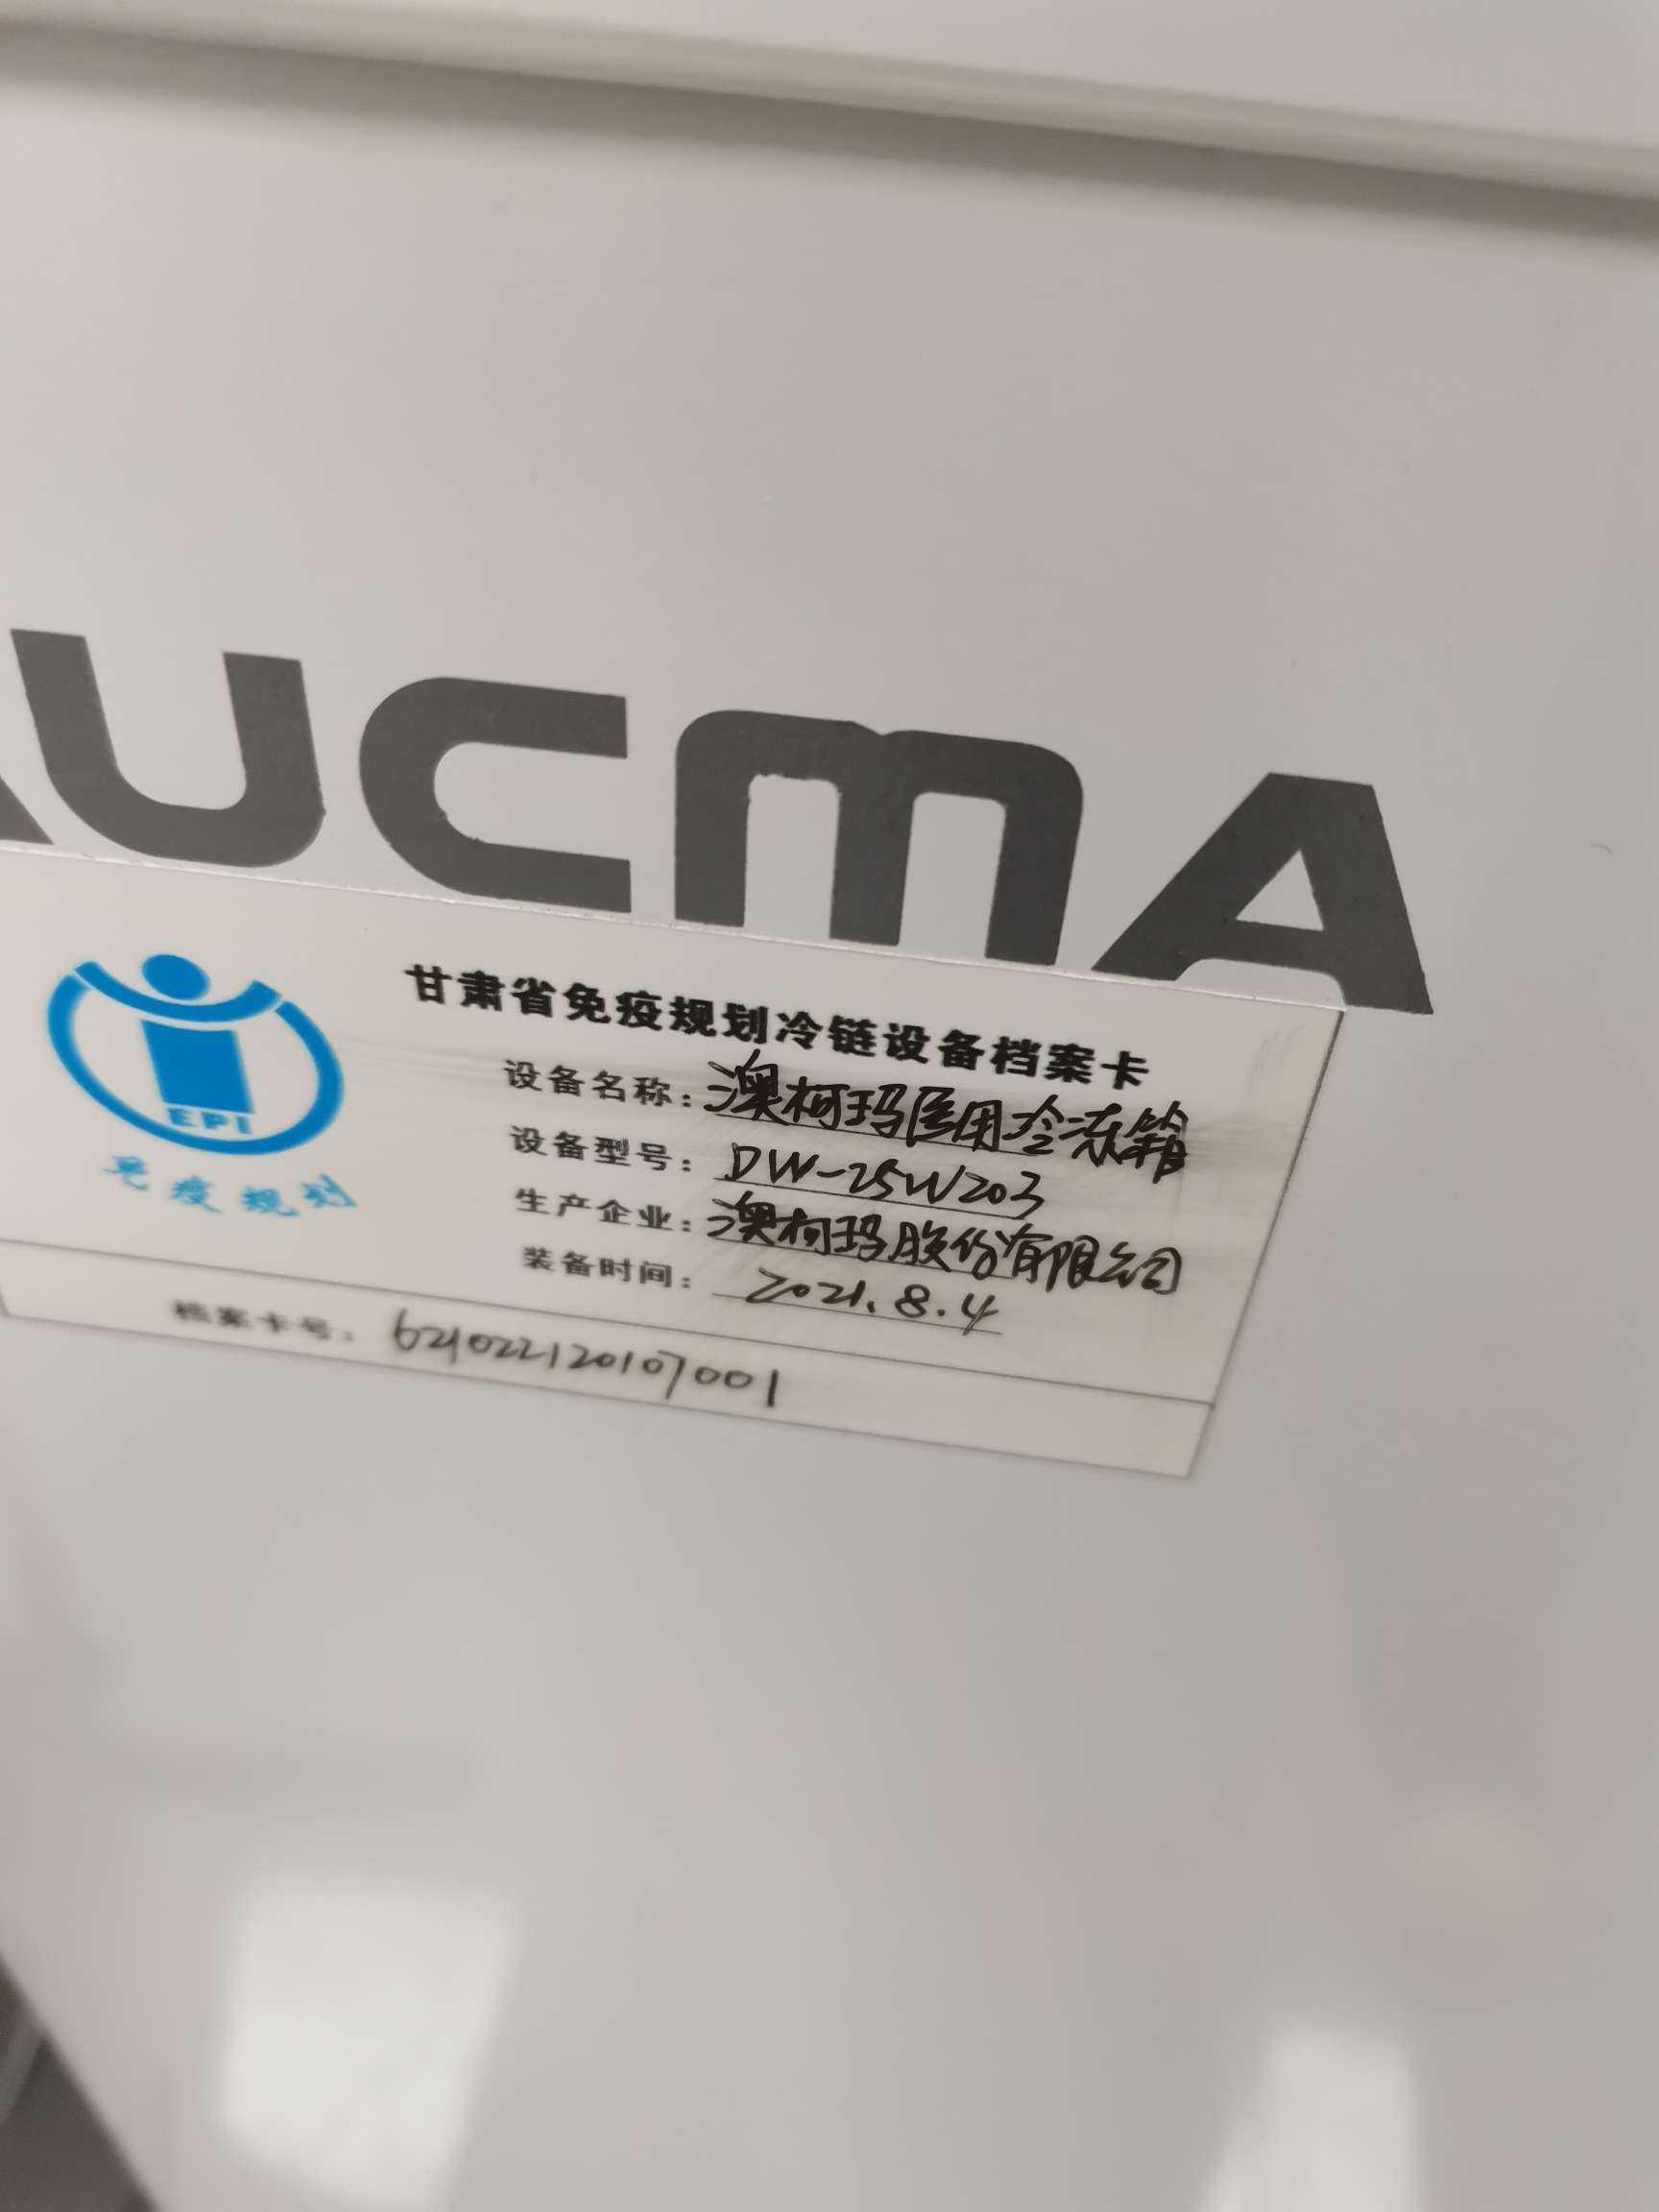 AUCMA
甘肃省免疫规划冷链设备档案卡
设备名称：澳柯玛医用冷冻箱
设备型号：DW-25W203
生产企业：澳柯玛股份有限公司
装备时间：2021.8.4
EPI
免疫规划
档案卡号：621022120107001